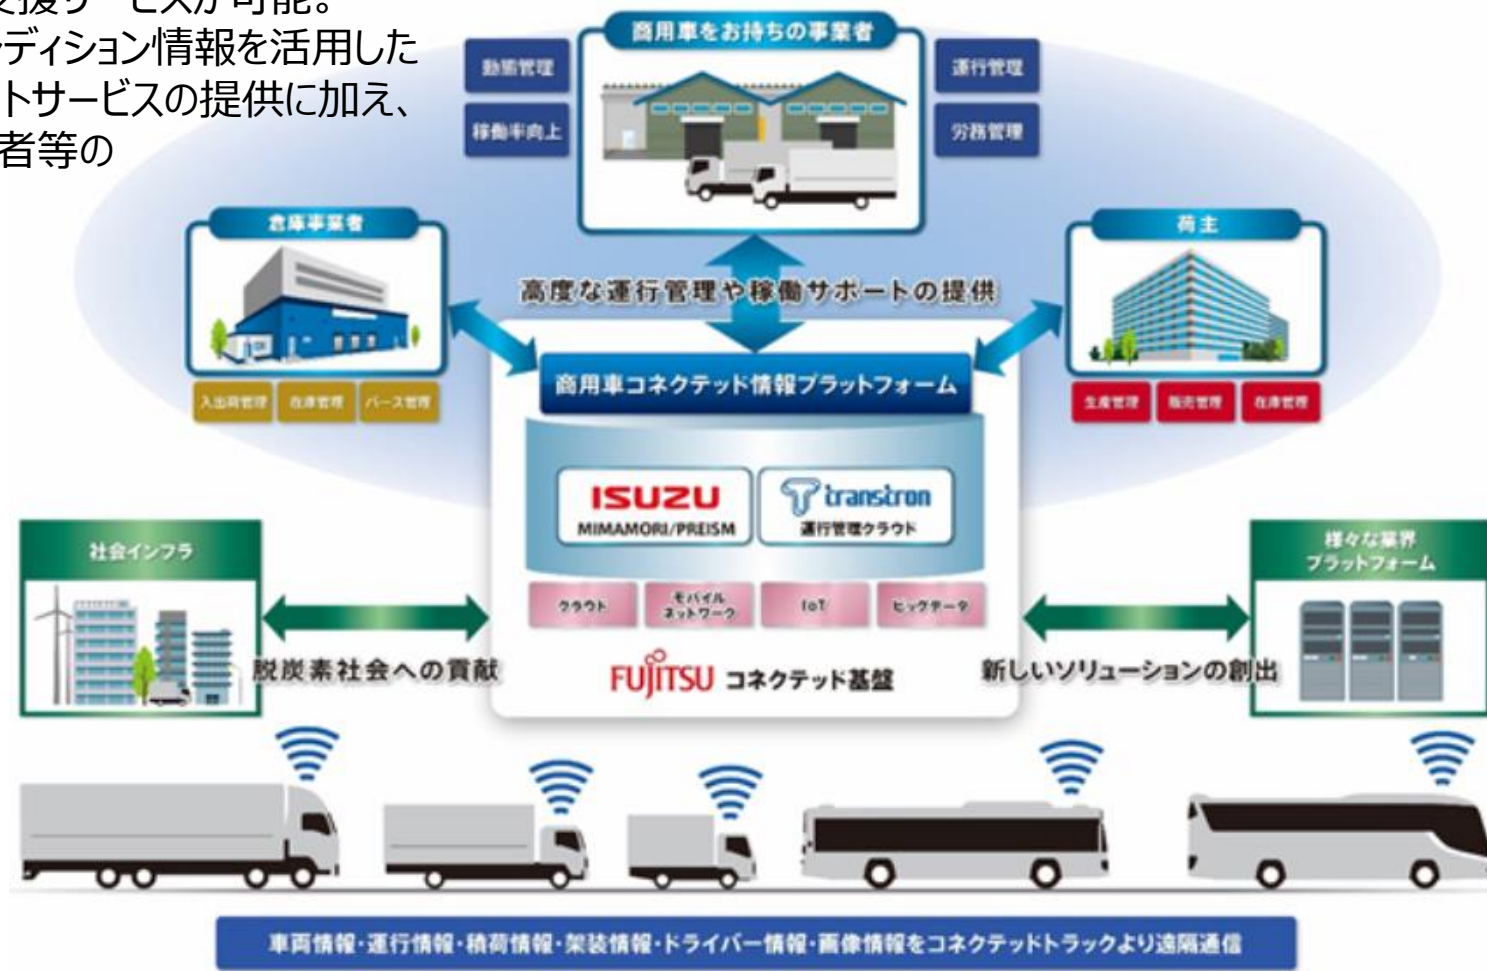 支援サービスが可能。
ディション情報を活用した
トサービスの提供に加え、
者等の
商用車をお持ちの事業者
動態管理
稼働率向上
運行管理
労務管理
倉庫事業者
入出荷管理
在庫管理
バース管理
荷主
生産管理
販売管理
在庫管理
高度な運行管理や稼働サポートの提供
商用車コネクテッド情報プラットフォーム
ISUZU
MIMAMORI/PREISM
transtron
運行管理クラウド
クラウド
モバイル
ネットワーク
IoT
ビッグデータ
FUJITSU コネクテッド基盤
社会インフラ
脱炭素社会への貢献
様々な業界
プラットフォーム
新しいソリューションの創出
車両情報・運行情報・積荷情報・架装情報・ドライバー情報・画像情報をコネクテッドトラックより遠隔通信